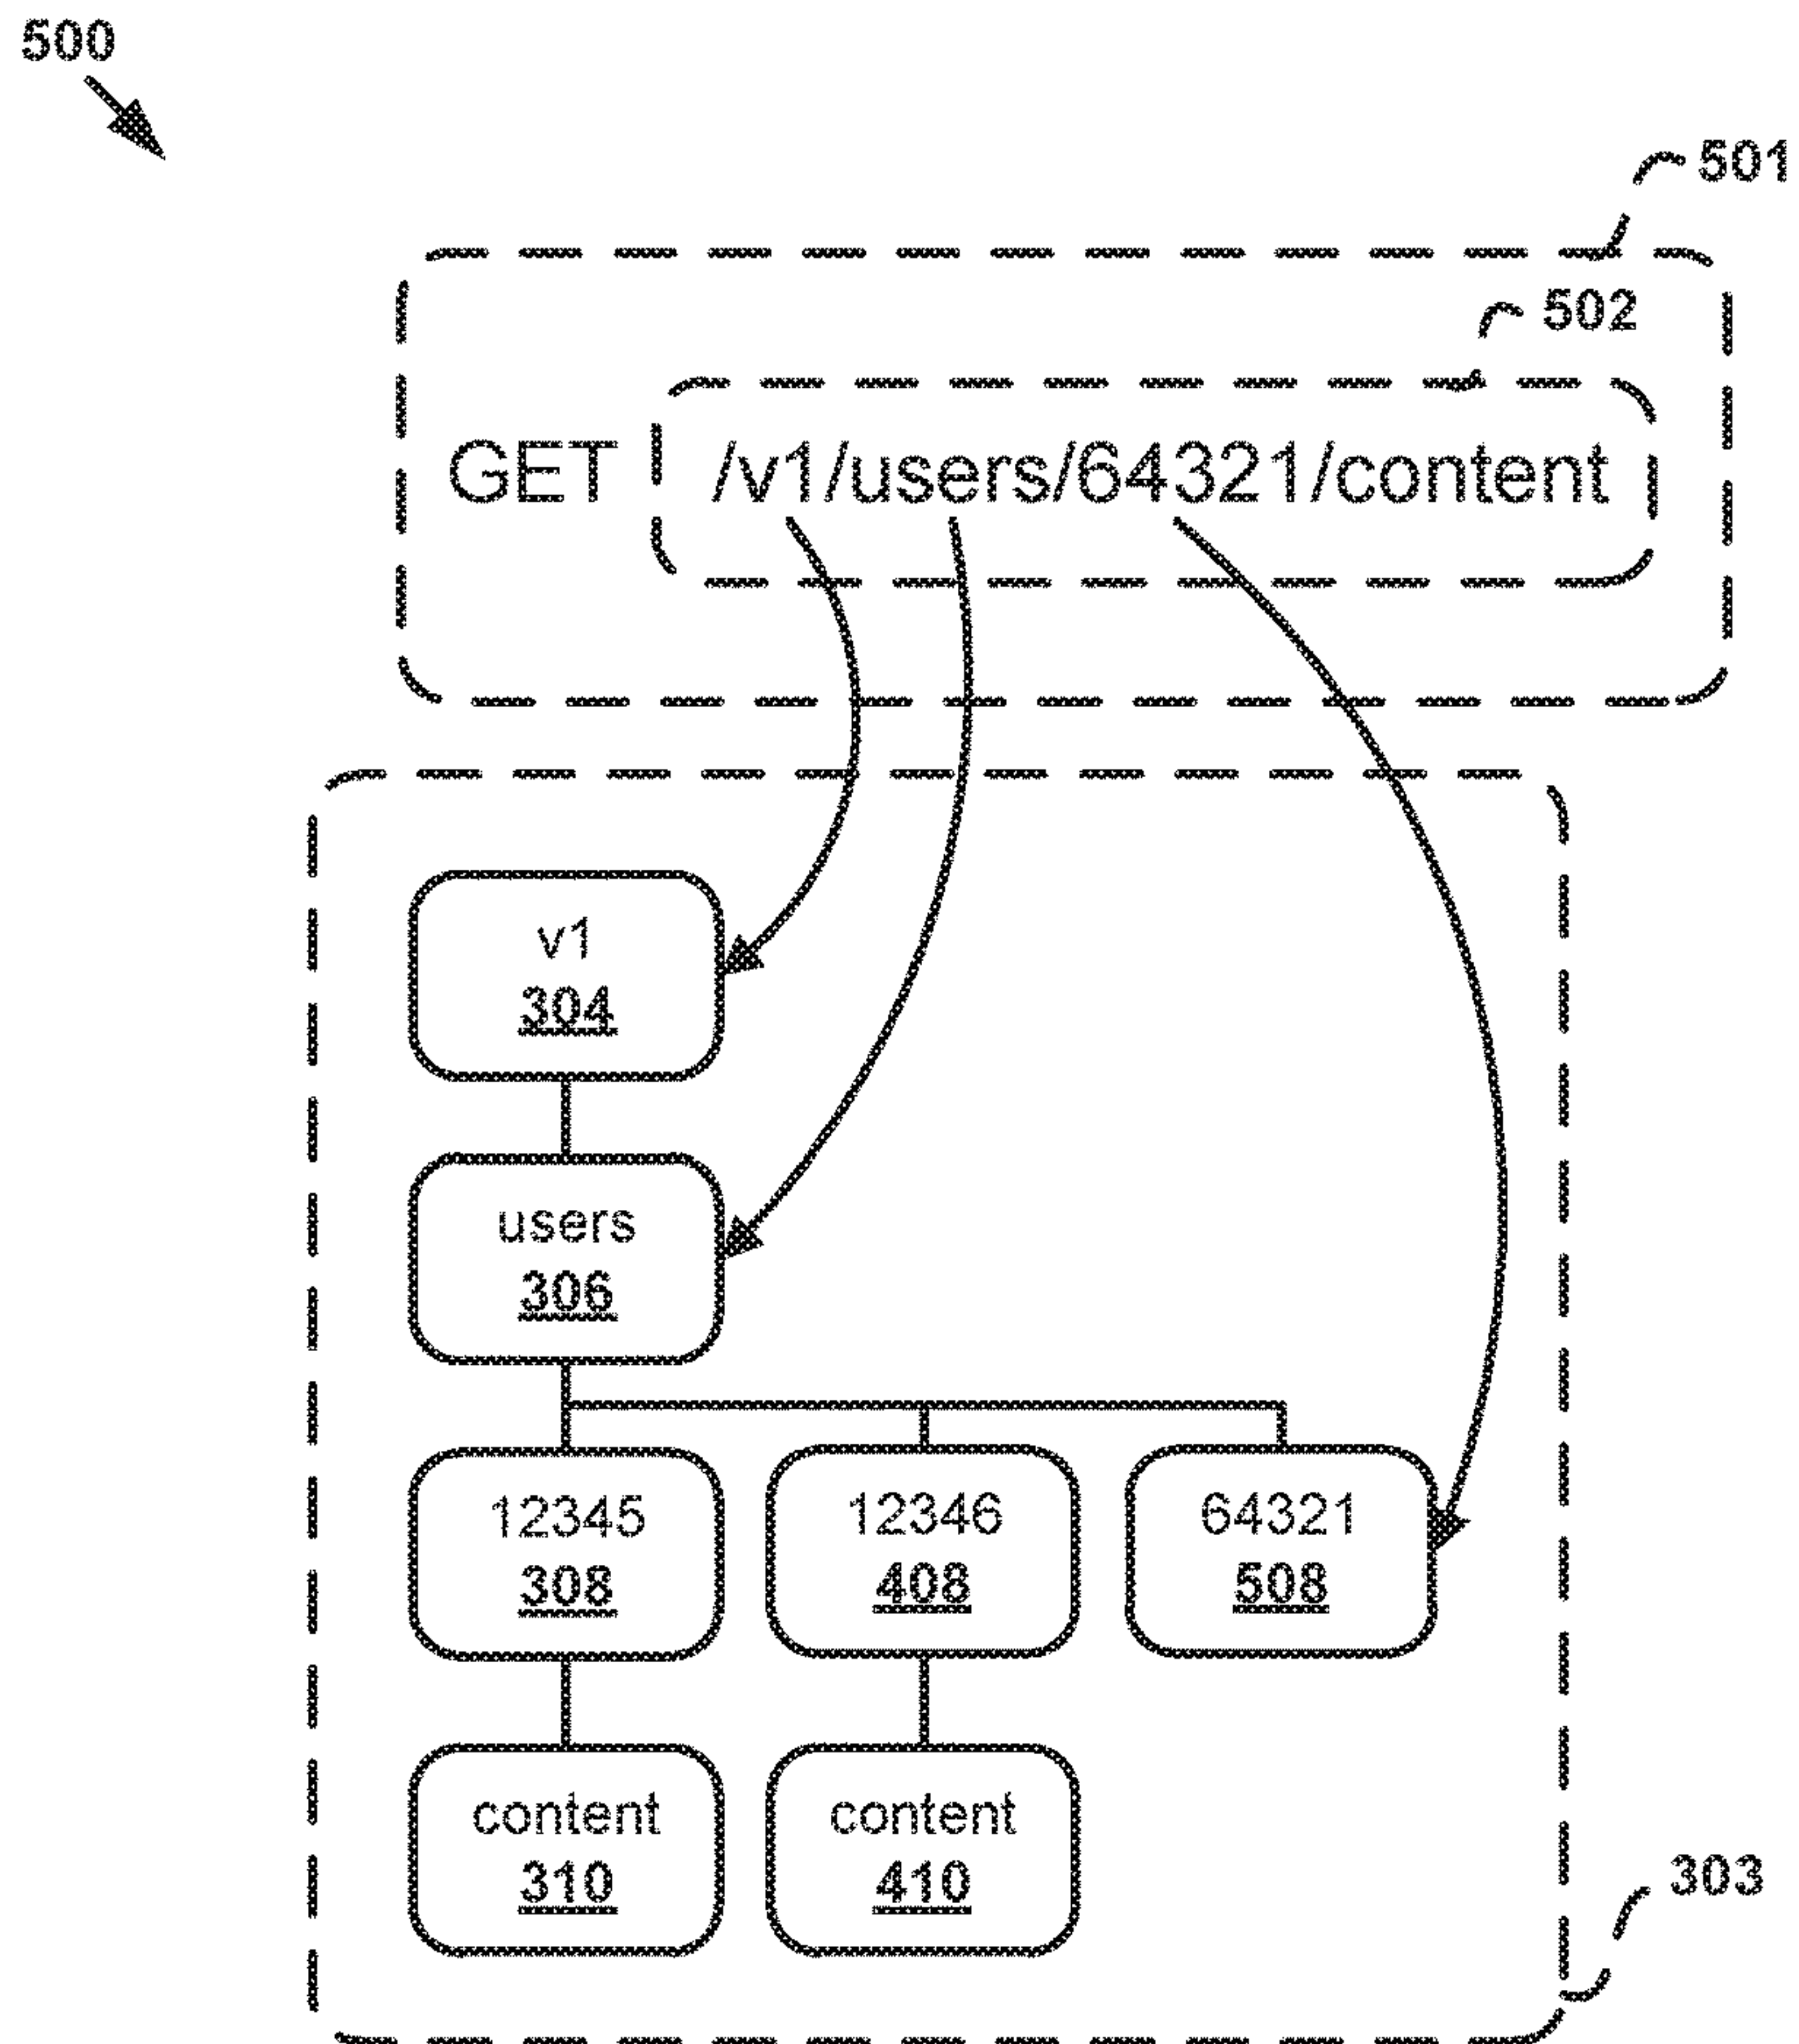 500
501
502
GET /v1/users/64321/content
v1
304
users
306
12345
308
12346
408
64321
508
content
310
content
410
303